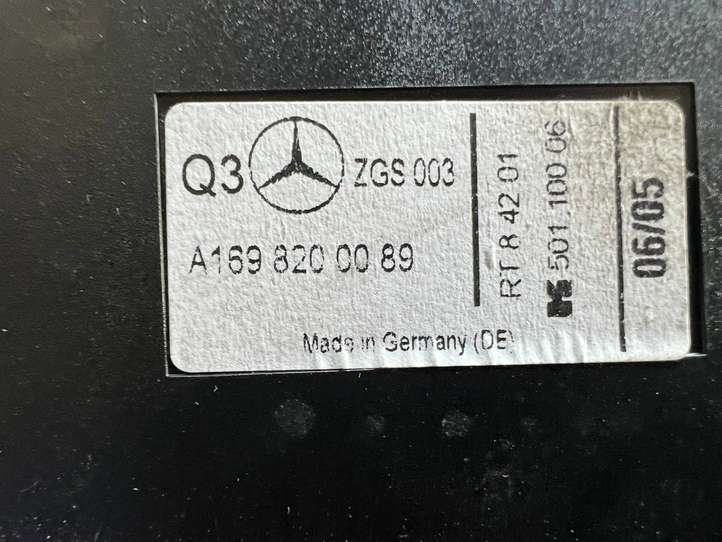 Q3 ZGS 003
A169 820 00 89
Made in Germany (DE)
RT 8 42 01
501.100 06
06/05